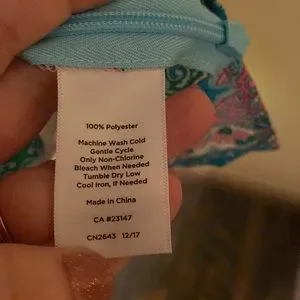 100% Polyester
Machine Wash Cold
Gentle Cycle
Only Non-Chlorine
Bleach When Needed
Tumble Dry Low
Cool Iron, If Needed
Made In China
CA #23147
CN2643 12/17